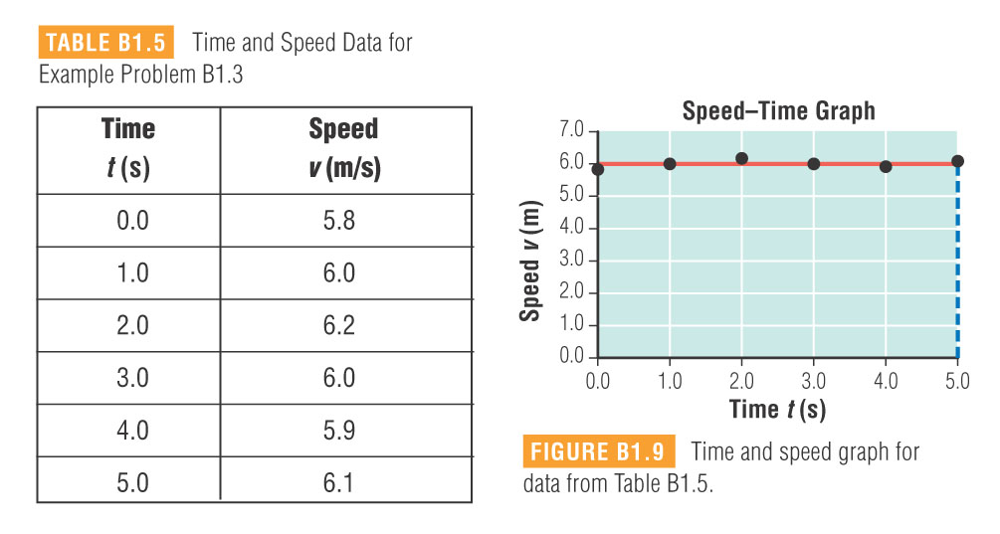 TABLE B1.5 Time and Speed Data for
Example Problem B1.3
Time Speed
t (s) v (m/s)
0.0 5.8
1.0 6.0
2.0 6.2
3.0 6.0
4.0 5.9
5.0 6.1
Speed–Time Graph
Speed v (m)
7.0
6.0
5.0
4.0
3.0
2.0
1.0
0.0
0.0 1.0 2.0 3.0 4.0 5.0
Time t (s)
FIGURE B1.9 Time and speed graph for
data from Table B1.5.